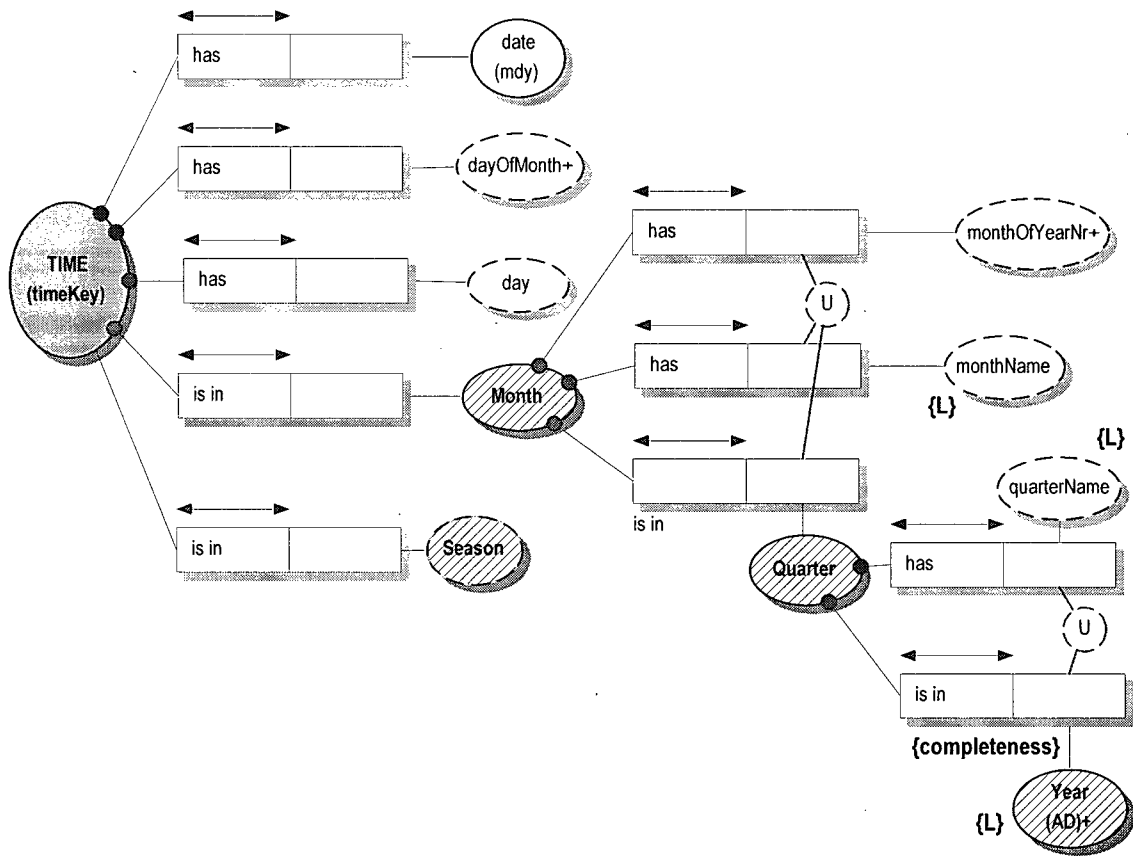 has
date
(mdy)
has
dayOfMonth+
TIME
(timeKey)
has
day
is in
Month
has
monthOfYearNr+
U
has
monthName
{L}
is in
{L}
quarterName
is in
Season
Quarter
has
U
is in
{completeness}
Year
(AD)+
{L}